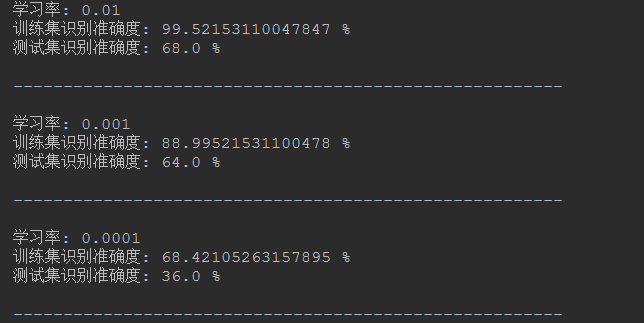 学习率: 0.01
训练集识别准确度: 99.52153110047847 %
测试集识别准确度: 68.0 %
-------------------------------------------------------
学习率: 0.001
训练集识别准确度: 88.99521531100478 %
测试集识别准确度: 64.0 %
-------------------------------------------------------
学习率: 0.0001
训练集识别准确度: 68.42105263157895 %
测试集识别准确度: 36.0 %
-------------------------------------------------------